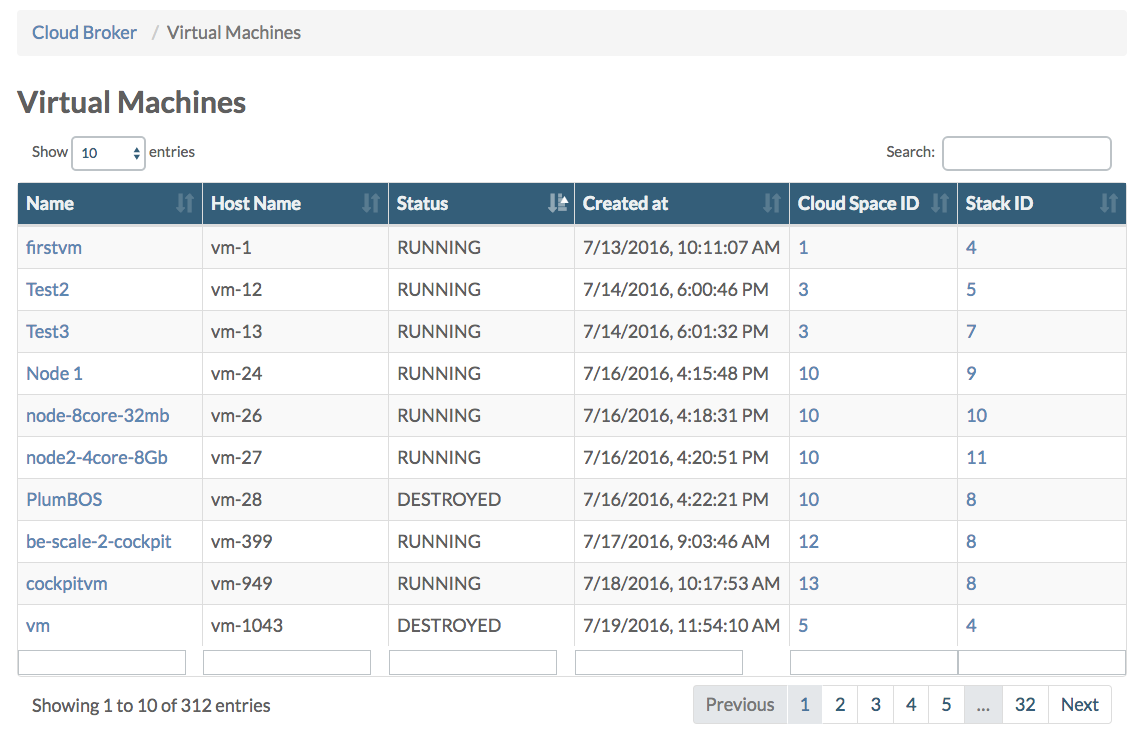 Cloud Broker / Virtual Machines
Virtual Machines
Show 10 entries Search:
Name Host Name Status Created at Cloud Space ID Stack ID
firstvm vm-1 RUNNING 7/13/2016, 10:11:07 AM 1 4
Test2 vm-12 RUNNING 7/14/2016, 6:00:46 PM 3 5
Test3 vm-13 RUNNING 7/14/2016, 6:01:32 PM 3 7
Node 1 vm-24 RUNNING 7/16/2016, 4:15:48 PM 10 9
node-8core-32mb vm-26 RUNNING 7/16/2016, 4:18:31 PM 10 10
node2-4core-8Gb vm-27 RUNNING 7/16/2016, 4:20:51 PM 10 11
PlumBOS vm-28 DESTROYED 7/16/2016, 4:22:21 PM 10 8
be-scale-2-cockpit vm-399 RUNNING 7/17/2016, 9:03:46 AM 12 8
cockpitvm vm-949 RUNNING 7/18/2016, 10:17:53 AM 13 8
vm vm-1043 DESTROYED 7/19/2016, 11:54:10 AM 5 4
Showing 1 to 10 of 312 entries Previous 1 2 3 4 5 ... 32 Next